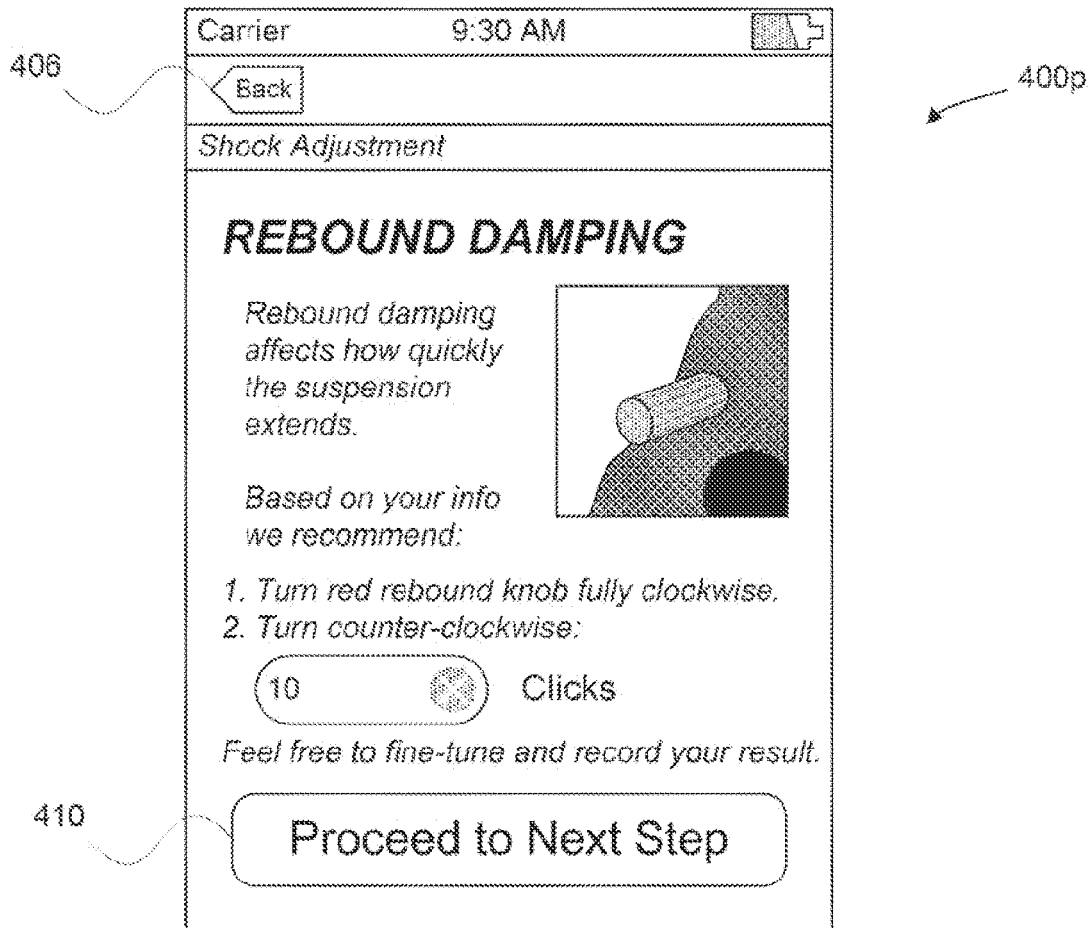 Carrier 9:30 AM
406
Back
400p
Shock Adjustment
REBOUND DAMPING
Rebound damping
affects how quickly
the suspension
extends.
Based on your info
we recommend:
1. Turn red rebound knob fully clockwise.
2. Turn counter-clockwise:
10 Clicks
Feel free to fine-tune and record your result.
410
Proceed to Next Step